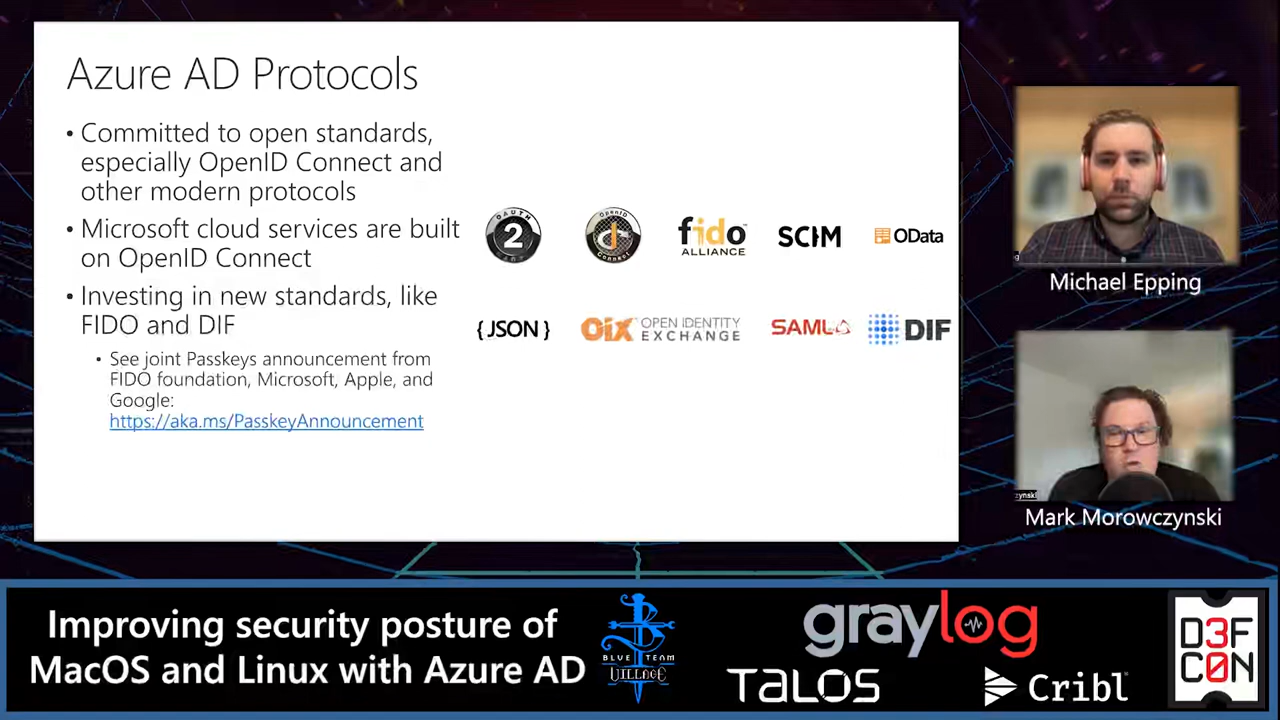 Azure AD Protocols
• Committed to open standards,
especially OpenID Connect and
other modern protocols
• Microsoft cloud services are built
on OpenID Connect
• Investing in new standards, like
FIDO and DIF
• See joint Passkeys announcement from
FIDO foundation, Microsoft, Apple, and
Google:
https://aka.ms/PasskeyAnnouncement
OAUTH
2
OpenID
Connect
fido
ALLIANCE
SCIM
OData
{JSON}
OIX OPEN IDENTITY
EXCHANGE
SAML
DIF
Michael Epping
Mark Morowczynski
Improving security posture of
MacOS and Linux with Azure AD
BLUE TEAM
VILLAGE
graylog
TALOS
Cribl
D3F
C0N